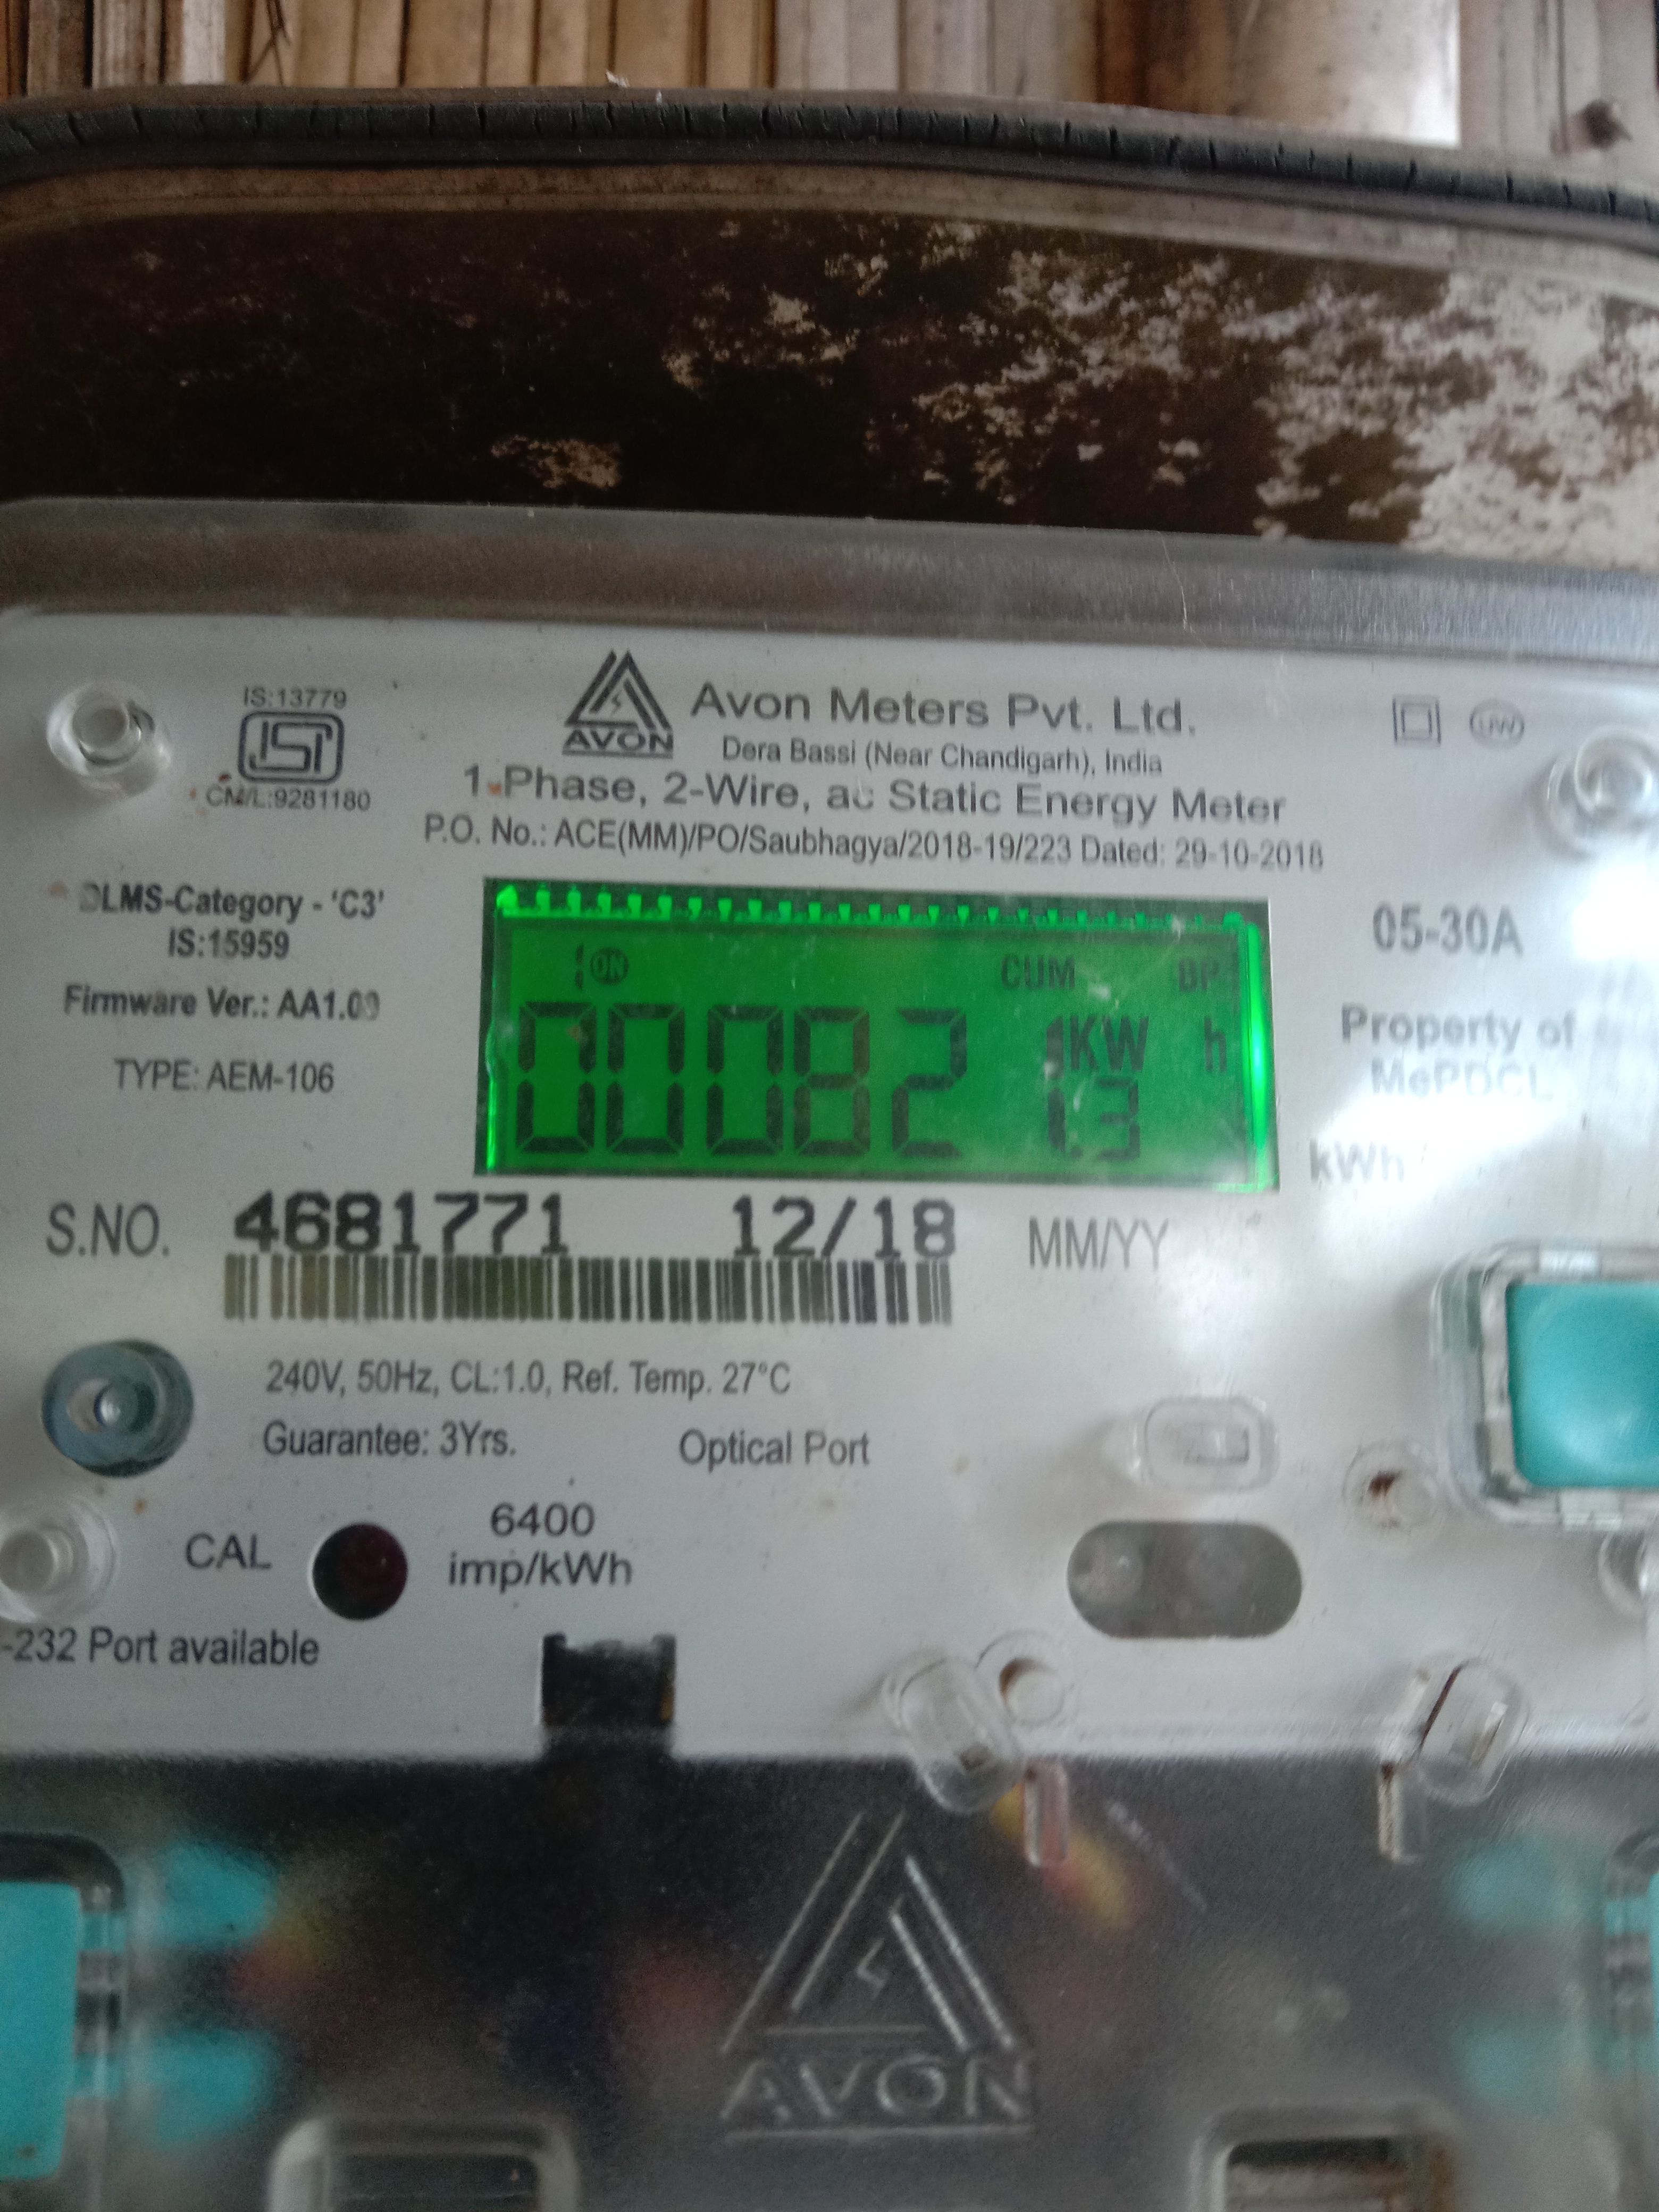 IS:13779
ISI
CM/L:9281180
AVON
Avon Meters Pvt. Ltd.
Dera Bassi (Near Chandigarh), India
1-Phase, 2-Wire, ac Static Energy Meter
P.O. No.: ACE(MM)/PO/Saubhagya/2018-19/223 Dated: 29-10-2018
DLMS-Category - 'C3'
IS:15959
Firmware Ver.: AA1.09
TYPE: AEM-106
ON CUM BP
KW h
00082 1.3
05-30A
Property of
MePDCL
kWh
S.NO. 4681771 12/18 MM/YY
240V, 50Hz, CL:1.0, Ref. Temp. 27°C
Guarantee: 3Yrs. Optical Port
CAL 6400
imp/kWh
-232 Port available
AVON